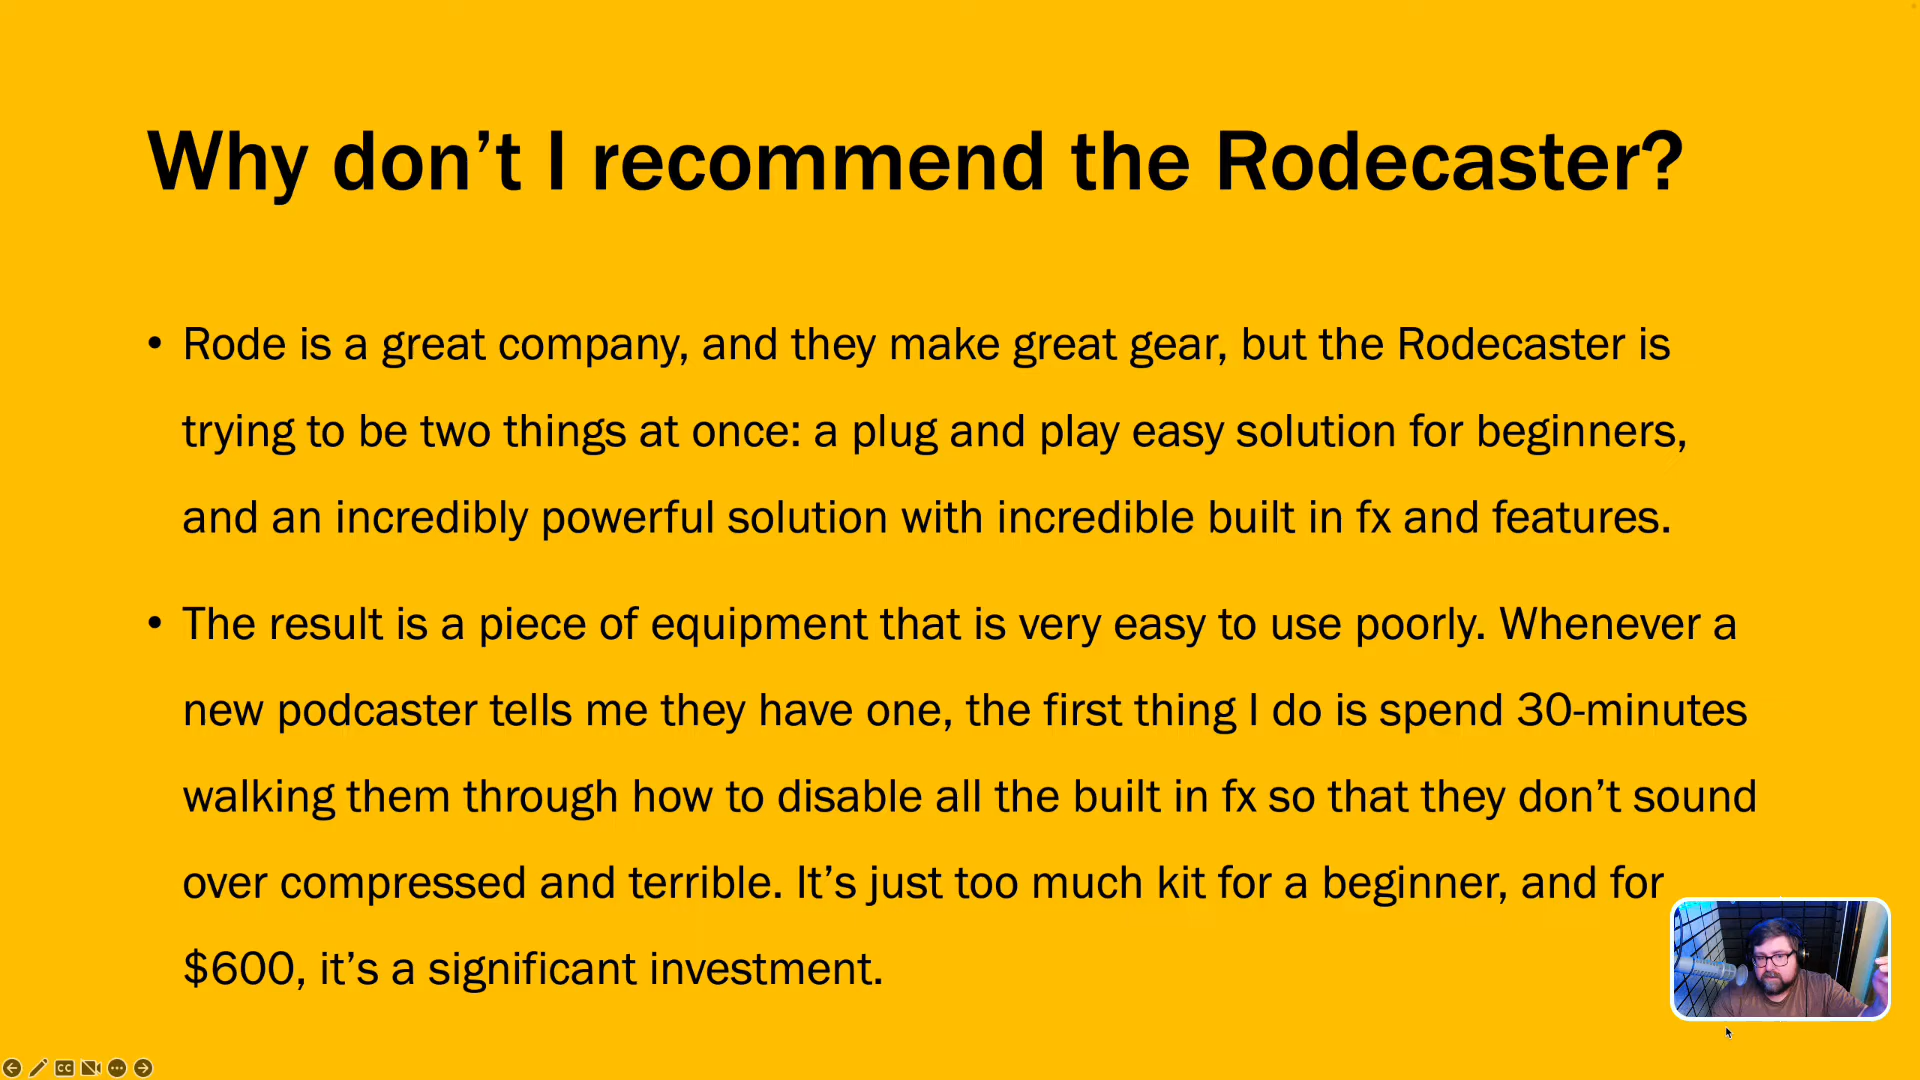 Why don’t I recommend the Rodecaster?
• Rode is a great company, and they make great gear, but the Rodecaster is
trying to be two things at once: a plug and play easy solution for beginners,
and an incredibly powerful solution with incredible built in fx and features.
• The result is a piece of equipment that is very easy to use poorly. Whenever a
new podcaster tells me they have one, the first thing I do is spend 30-minutes
walking them through how to disable all the built in fx so that they don’t sound
over compressed and terrible. It’s just too much kit for a beginner, and for
$600, it’s a significant investment.
CC